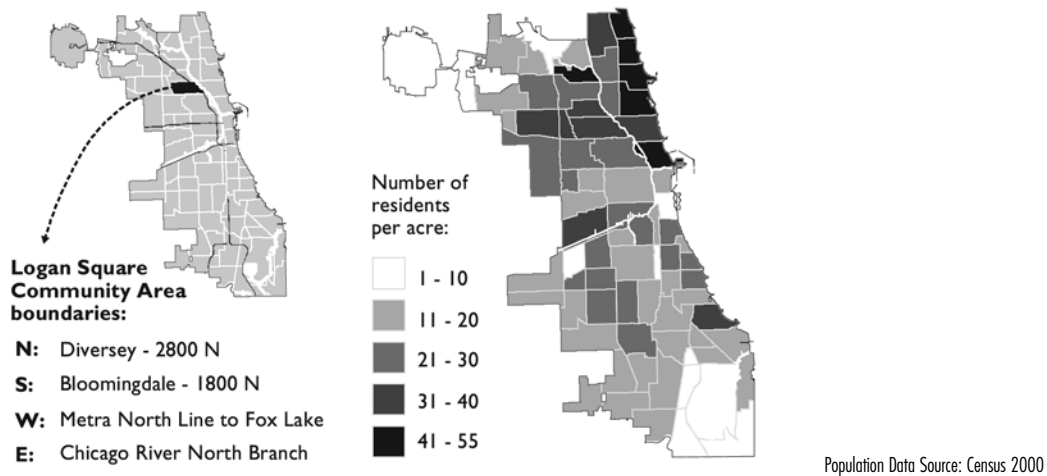 Logan Square
Community Area
boundaries:
N: Diversey - 2800 N
S: Bloomingdale - 1800 N
W: Metra North Line to Fox Lake
E: Chicago River North Branch
Number of
residents
per acre:
1 - 10
11 - 20
21 - 30
31 - 40
41 - 55
Population Data Source: Census 2000